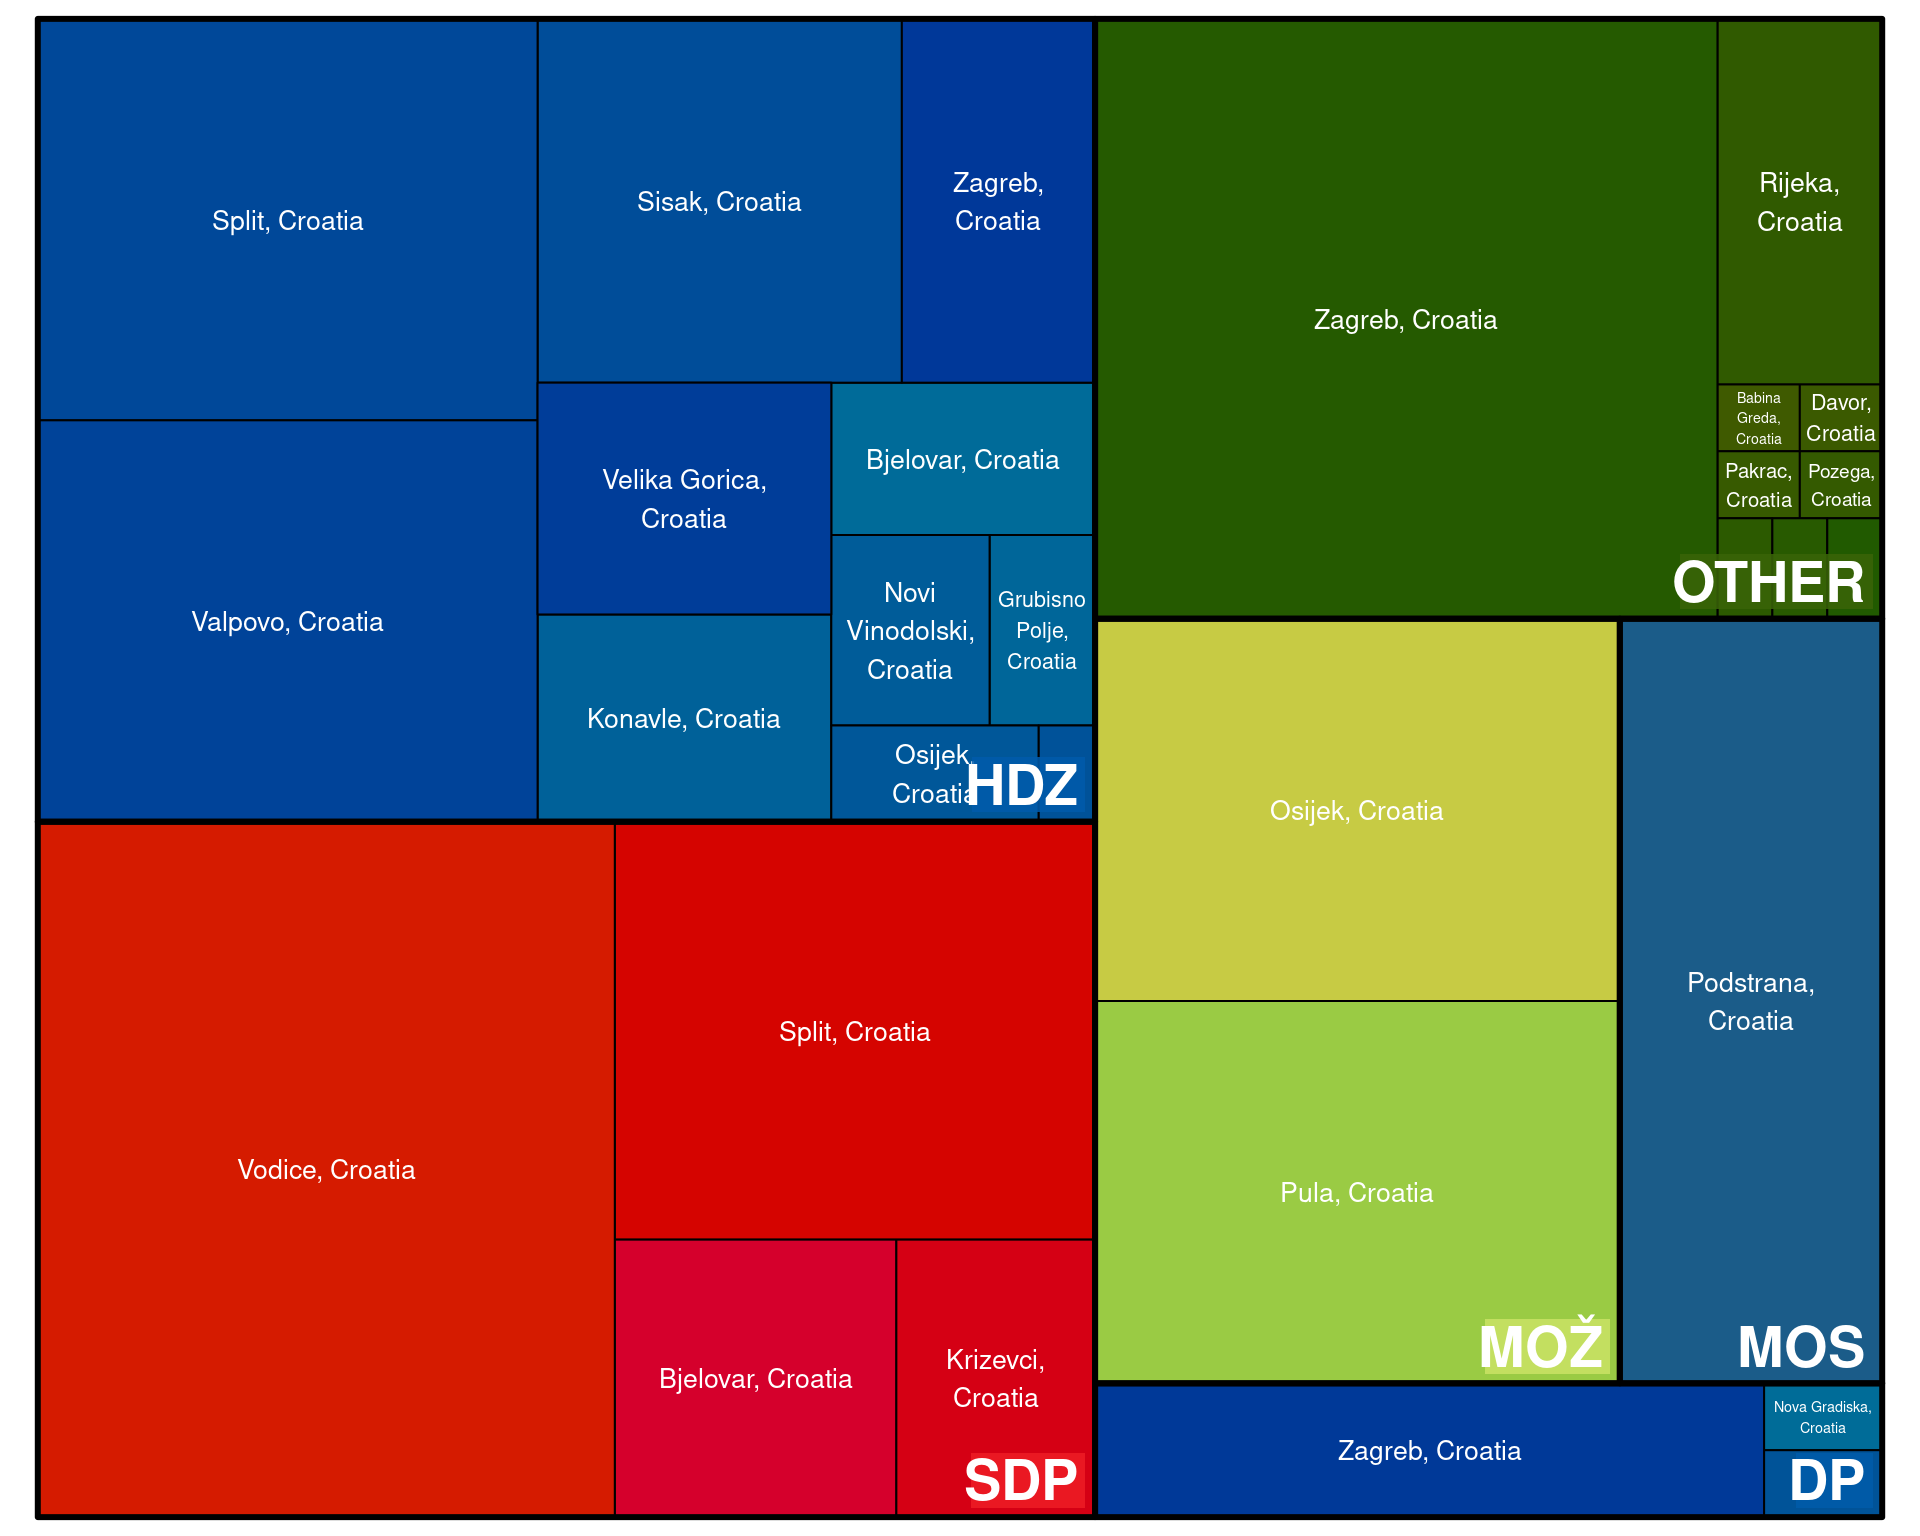 Split, Croatia
Sisak, Croatia
Zagreb,
Croatia
Valpovo, Croatia
Velika Gorica,
Croatia
Bjelovar, Croatia
Novi
Vinodolski,
Croatia
Grubisno
Polje,
Croatia
Konavle, Croatia
Osijek,
Croatia
HDZ
Vodice, Croatia
Split, Croatia
Bjelovar, Croatia
Krizevci,
Croatia
SDP
Zagreb, Croatia
Rijeka,
Croatia
Babina
Greda,
Croatia
Davor,
Croatia
Pakrac,
Croatia
Pozega,
Croatia
OTHER
Osijek, Croatia
Pula, Croatia
MOŽ
Podstrana,
Croatia
MOS
Zagreb, Croatia
Nova Gradiska,
Croatia
DP